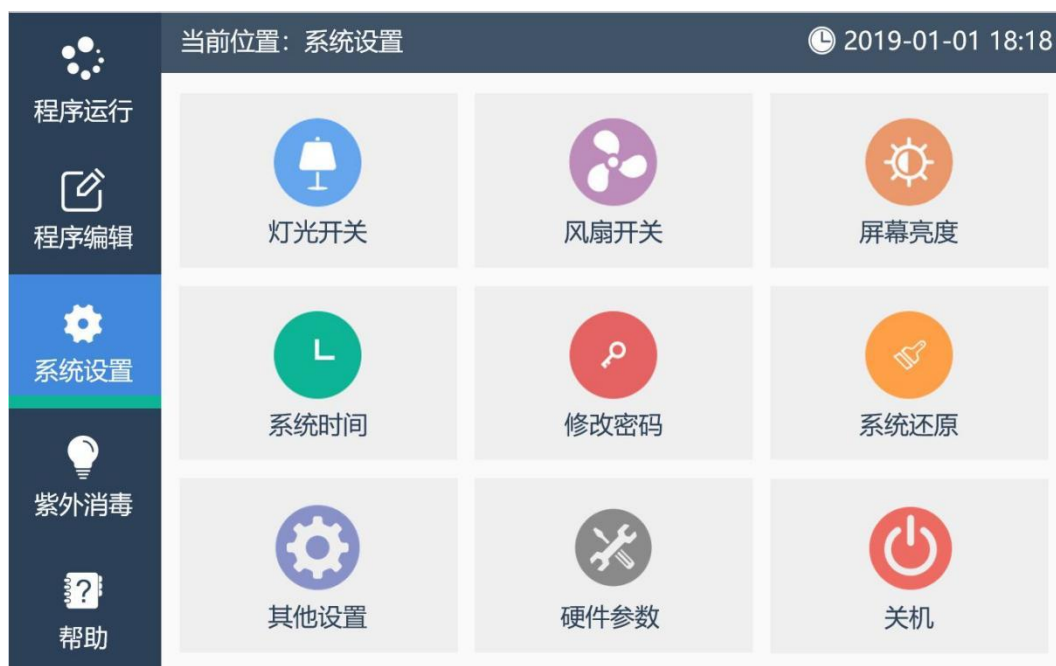 程序运行
程序编辑
系统设置
紫外消毒
?
帮助
当前位置：系统设置
2019-01-01 18:18
灯光开关
风扇开关
屏幕亮度
系统时间
修改密码
系统还原
其他设置
硬件参数
关机